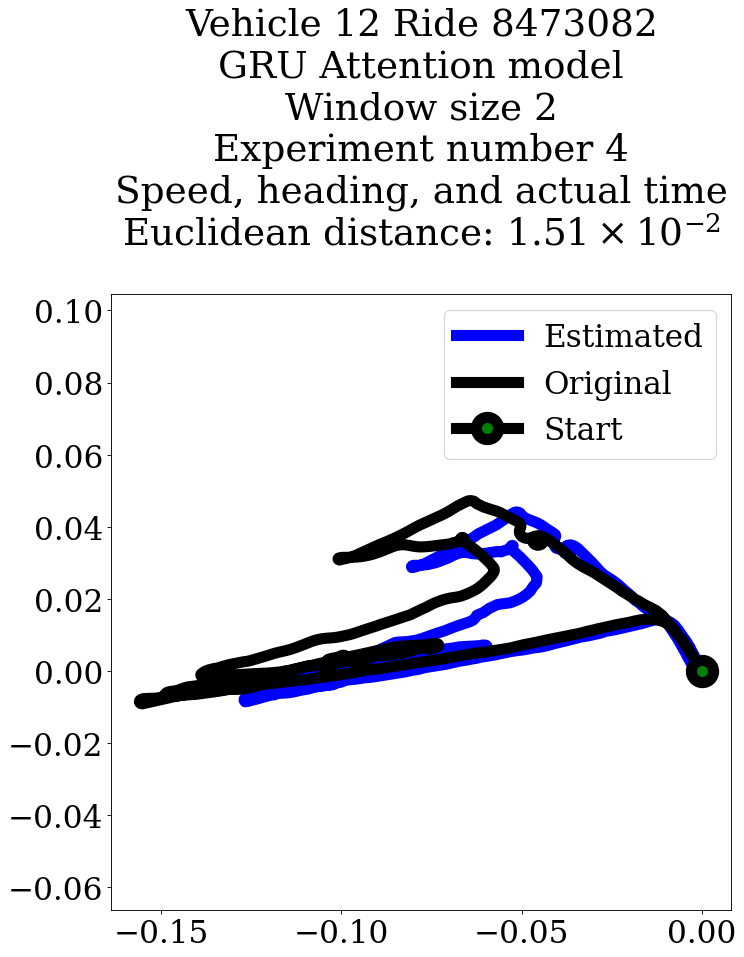 Vehicle 12 Ride 8473082
GRU Attention model
Window size 2
Experiment number 4
Speed, heading, and actual time
Euclidean distance: 1.51 × 10⁻²
Estimated
Original
Start
0.10
0.08
0.06
0.04
0.02
0.00
−0.02
−0.04
−0.06
−0.15 −0.10 −0.05 0.00